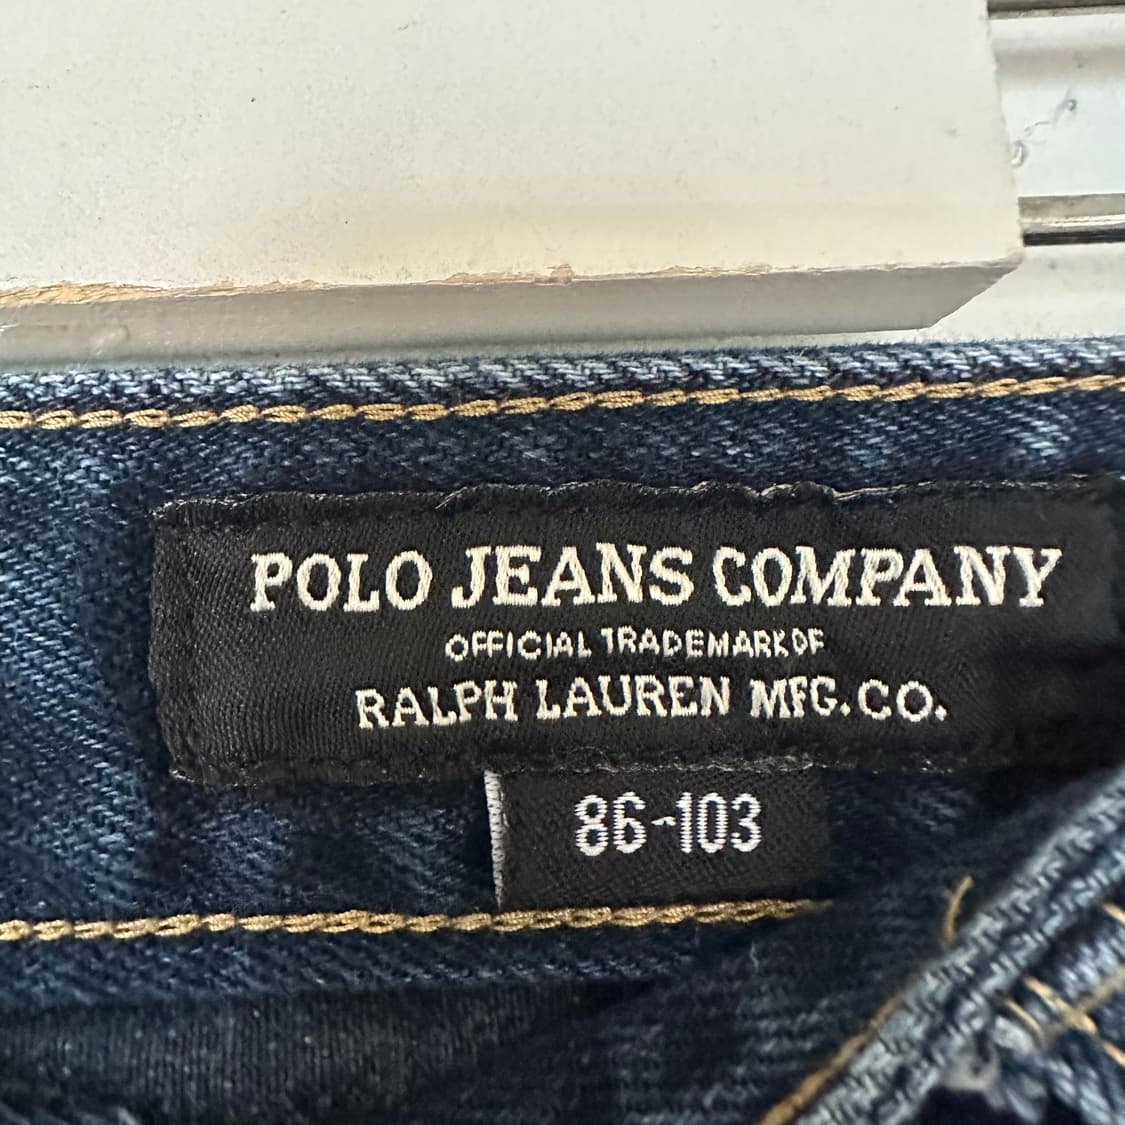 POLO JEANS COMPANY
OFFICIAL TRADEMARK OF
RALPH LAUREN MFG. CO.
86-103